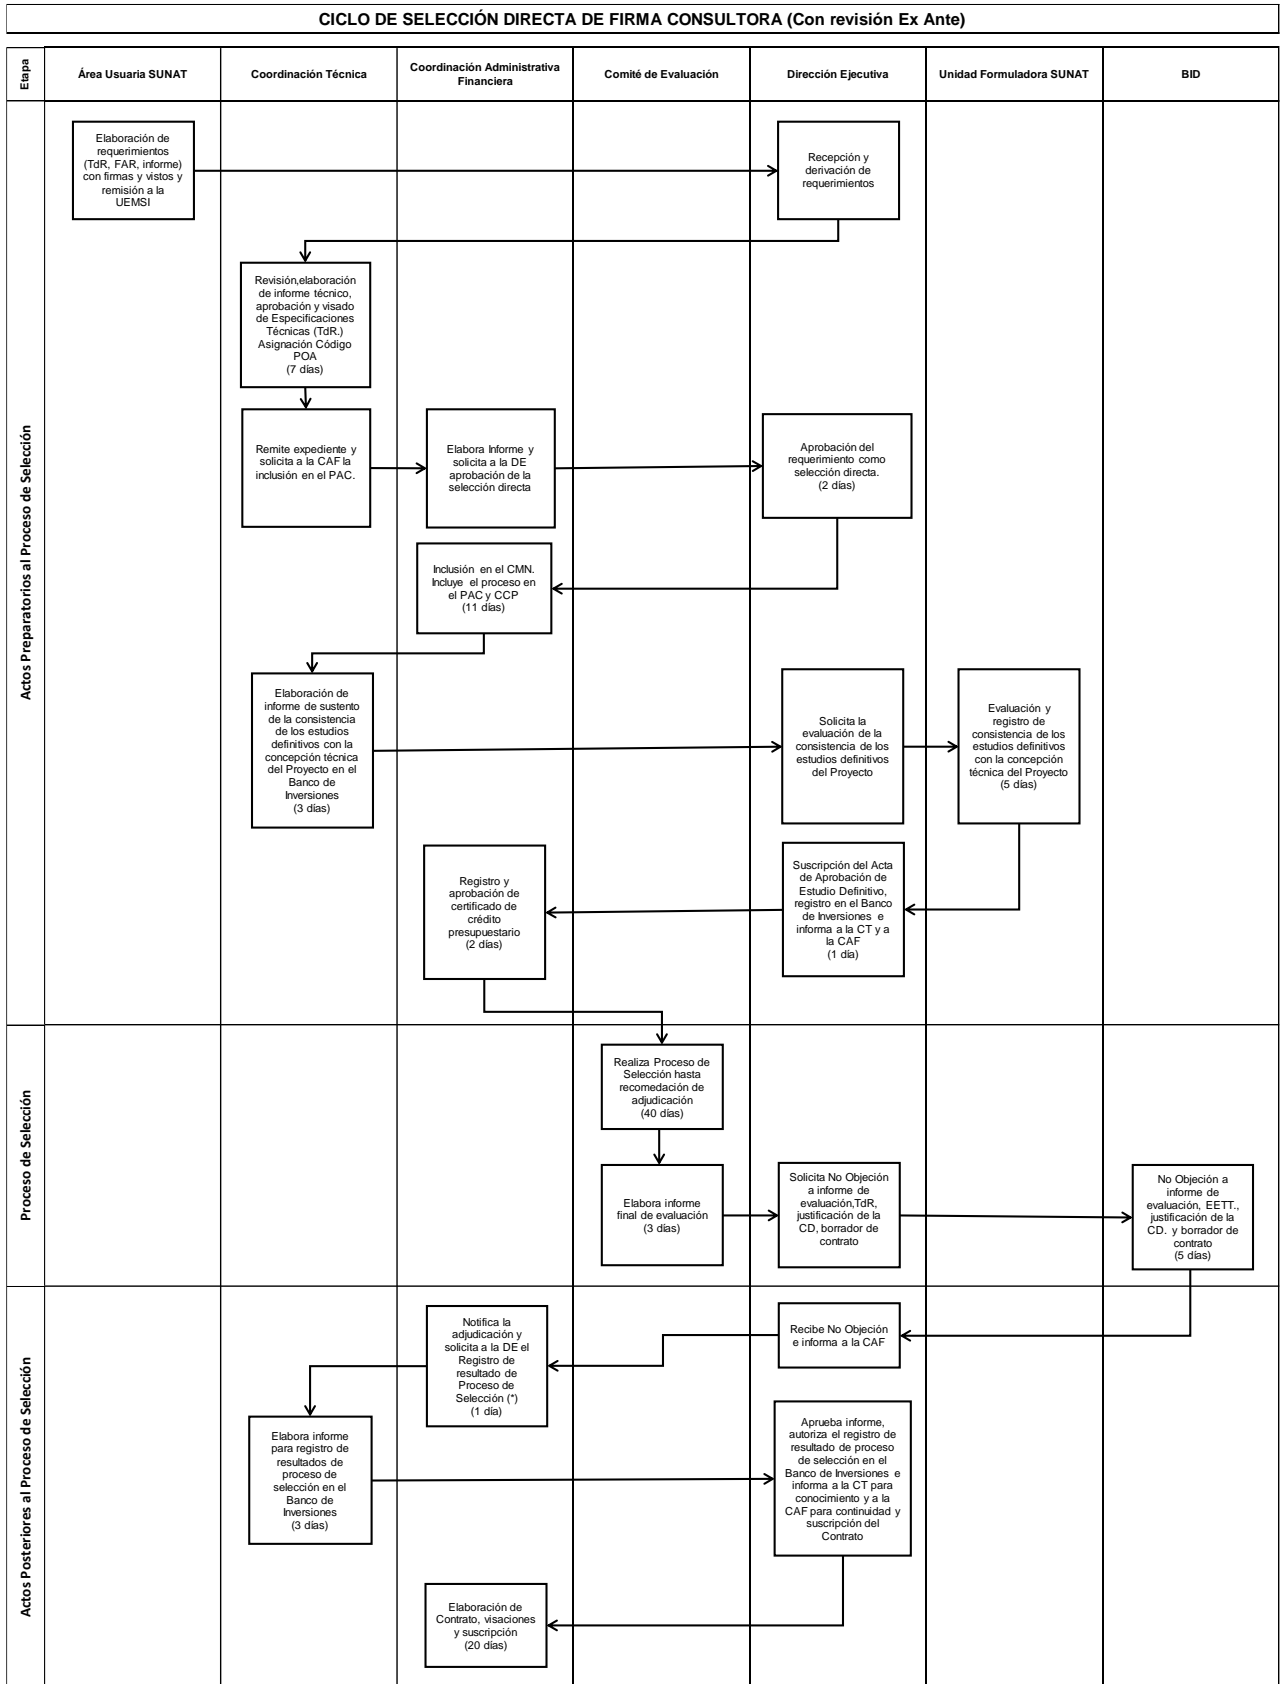 CICLO DE SELECCIÓN DIRECTA DE FIRMA CONSULTORA (Con revisión Ex Ante)
Etapa
Área Usuaria SUNAT
Coordinación Técnica
Coordinación Administrativa
Financiera
Comité de Evaluación
Dirección Ejecutiva
Unidad Formuladora SUNAT
BID
Actos Preparatorios al Proceso de Selección
Elaboración de
requerimientos
(TdR, FAR, informe)
con firmas y vistos y
remisión a la
UEMSI
Recepción y
derivación de
requerimientos
Revisión,elaboración
de informe técnico,
aprobación y visado
de Especificaciones
Técnicas (TdR.)
Asignación Código
POA
(7 días)
Remite expediente y
solicita a la CAF la
inclusión en el PAC.
Elabora Informe y
solicita a la DE
aprobación de la
selección directa
Aprobación del
requerimiento como
selección directa.
(2 días)
Inclusión en el CMN.
Incluye el proceso en
el PAC y CCP
(11 días)
Elaboración de
informe de sustento
de la consistencia
de los estudios
definitivos con la
concepción técnica
del Proyecto en el
Banco de
Inversiones
(3 días)
Solicita la
evaluación de la
consistencia de los
estudios definitivos
del Proyecto
Evaluación y
registro de
consistencia de los
estudios definitivos
con la concepción
técnica del Proyecto
(5 días)
Suscripción del Acta
de Aprobación de
Estudio Definitivo,
registro en el Banco
de Inversiones e
informa a la CT y a
la CAF
(1 día)
Registro y
aprobación de
certificado de
crédito
presupuestario
(2 días)
Proceso de Selección
Realiza Proceso de
Selección hasta
recomedación de
adjudicación
(40 días)
Elabora informe
final de evaluación
(3 días)
Solicita No Objeción
a informe de
evaluación,TdR,
justificación de la
CD, borrador de
contrato
No Objeción a
informe de
evaluación, EETT.,
justificación de la
CD. y borrador de
contrato
(5 días)
Actos Posteriores al Proceso de Selección
Recibe No Objeción
e informa a la CAF
Notifica la
adjudicación y
solicita a la DE el
Registro de
resultado de
Proceso de
Selección (*)
(1 día)
Elabora informe
para registro de
resultados de
proceso de
selección en el
Banco de
Inversiones
(3 días)
Aprueba informe,
autoriza el registro de
resultado de proceso
de selección en el
Banco de Inversiones e
informa a la CT para
conocimiento y a la
CAF para continuidad y
suscripción del
Contrato
Elaboración de
Contrato, visaciones
y suscripción
(20 días)